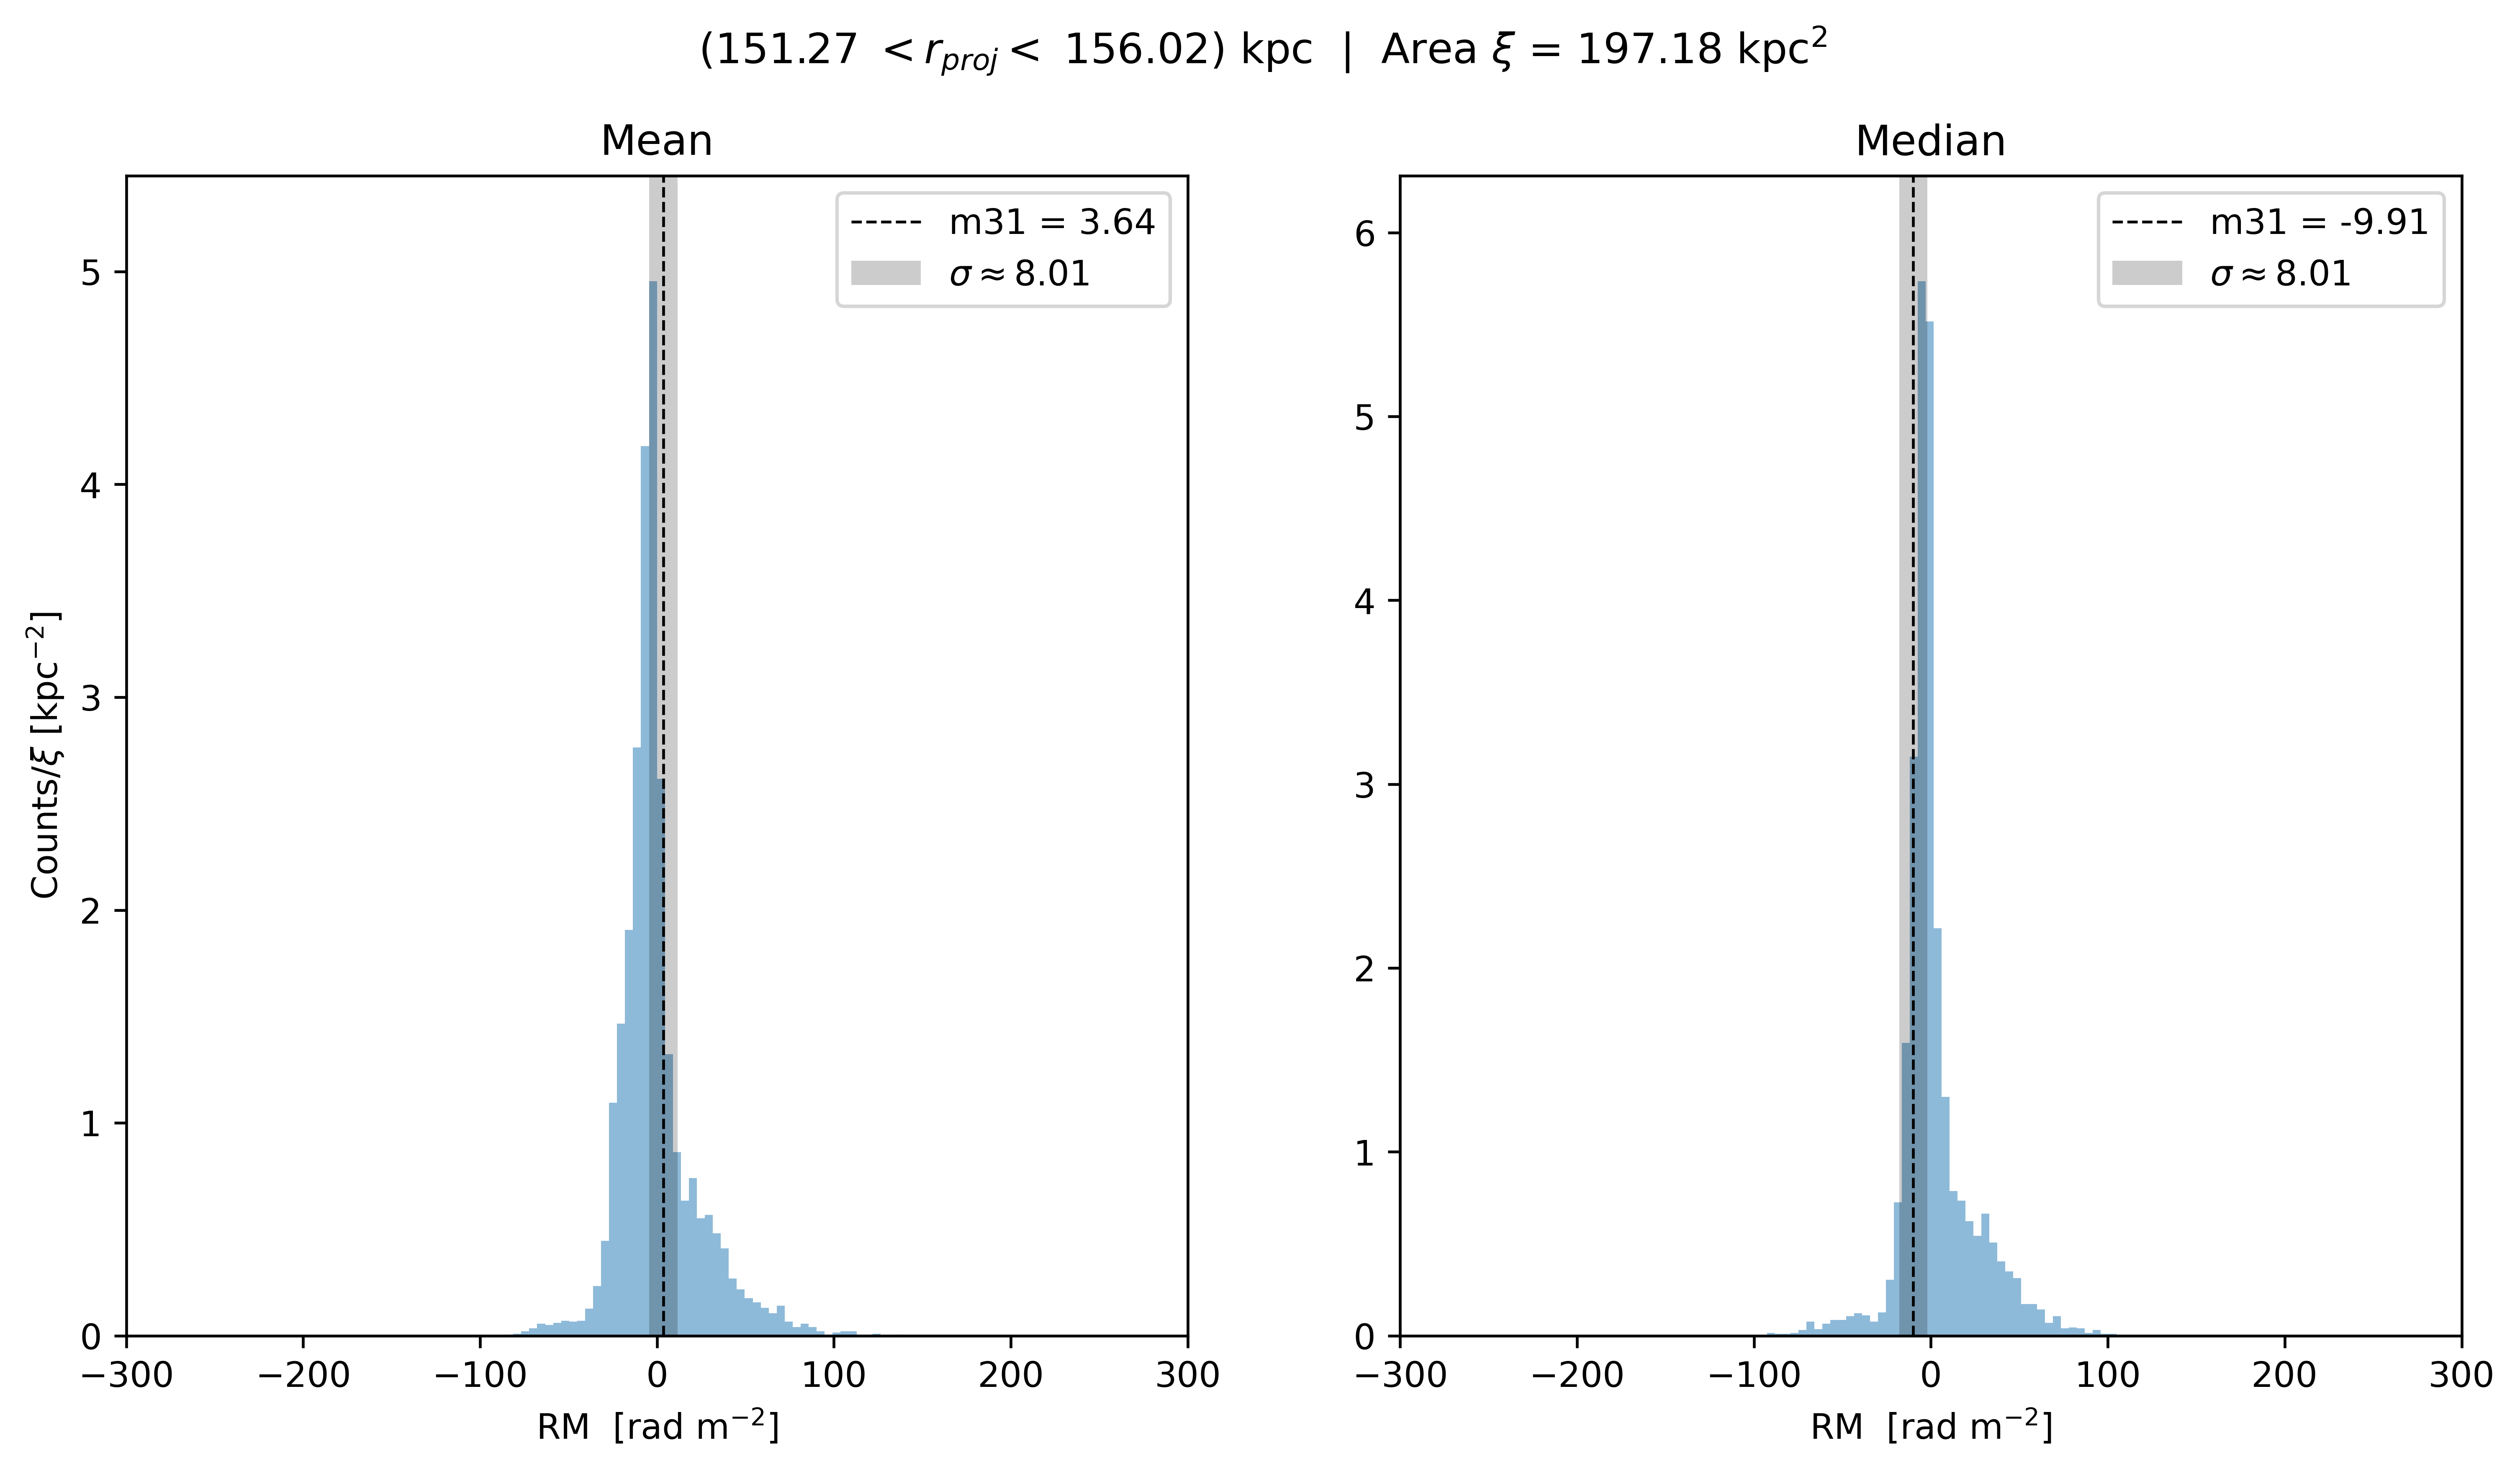 (151.27 < r_proj < 156.02) kpc | Area ξ = 197.18 kpc²
Mean
m31 = 3.64
σ ≈ 8.01
5
4
3
2
1
0
Counts/ξ [kpc⁻²]
−300 −200 −100 0 100 200 300
RM [rad m⁻²]
Median
m31 = -9.91
σ ≈ 8.01
6
5
4
3
2
1
0
−300 −200 −100 0 100 200 300
RM [rad m⁻²]